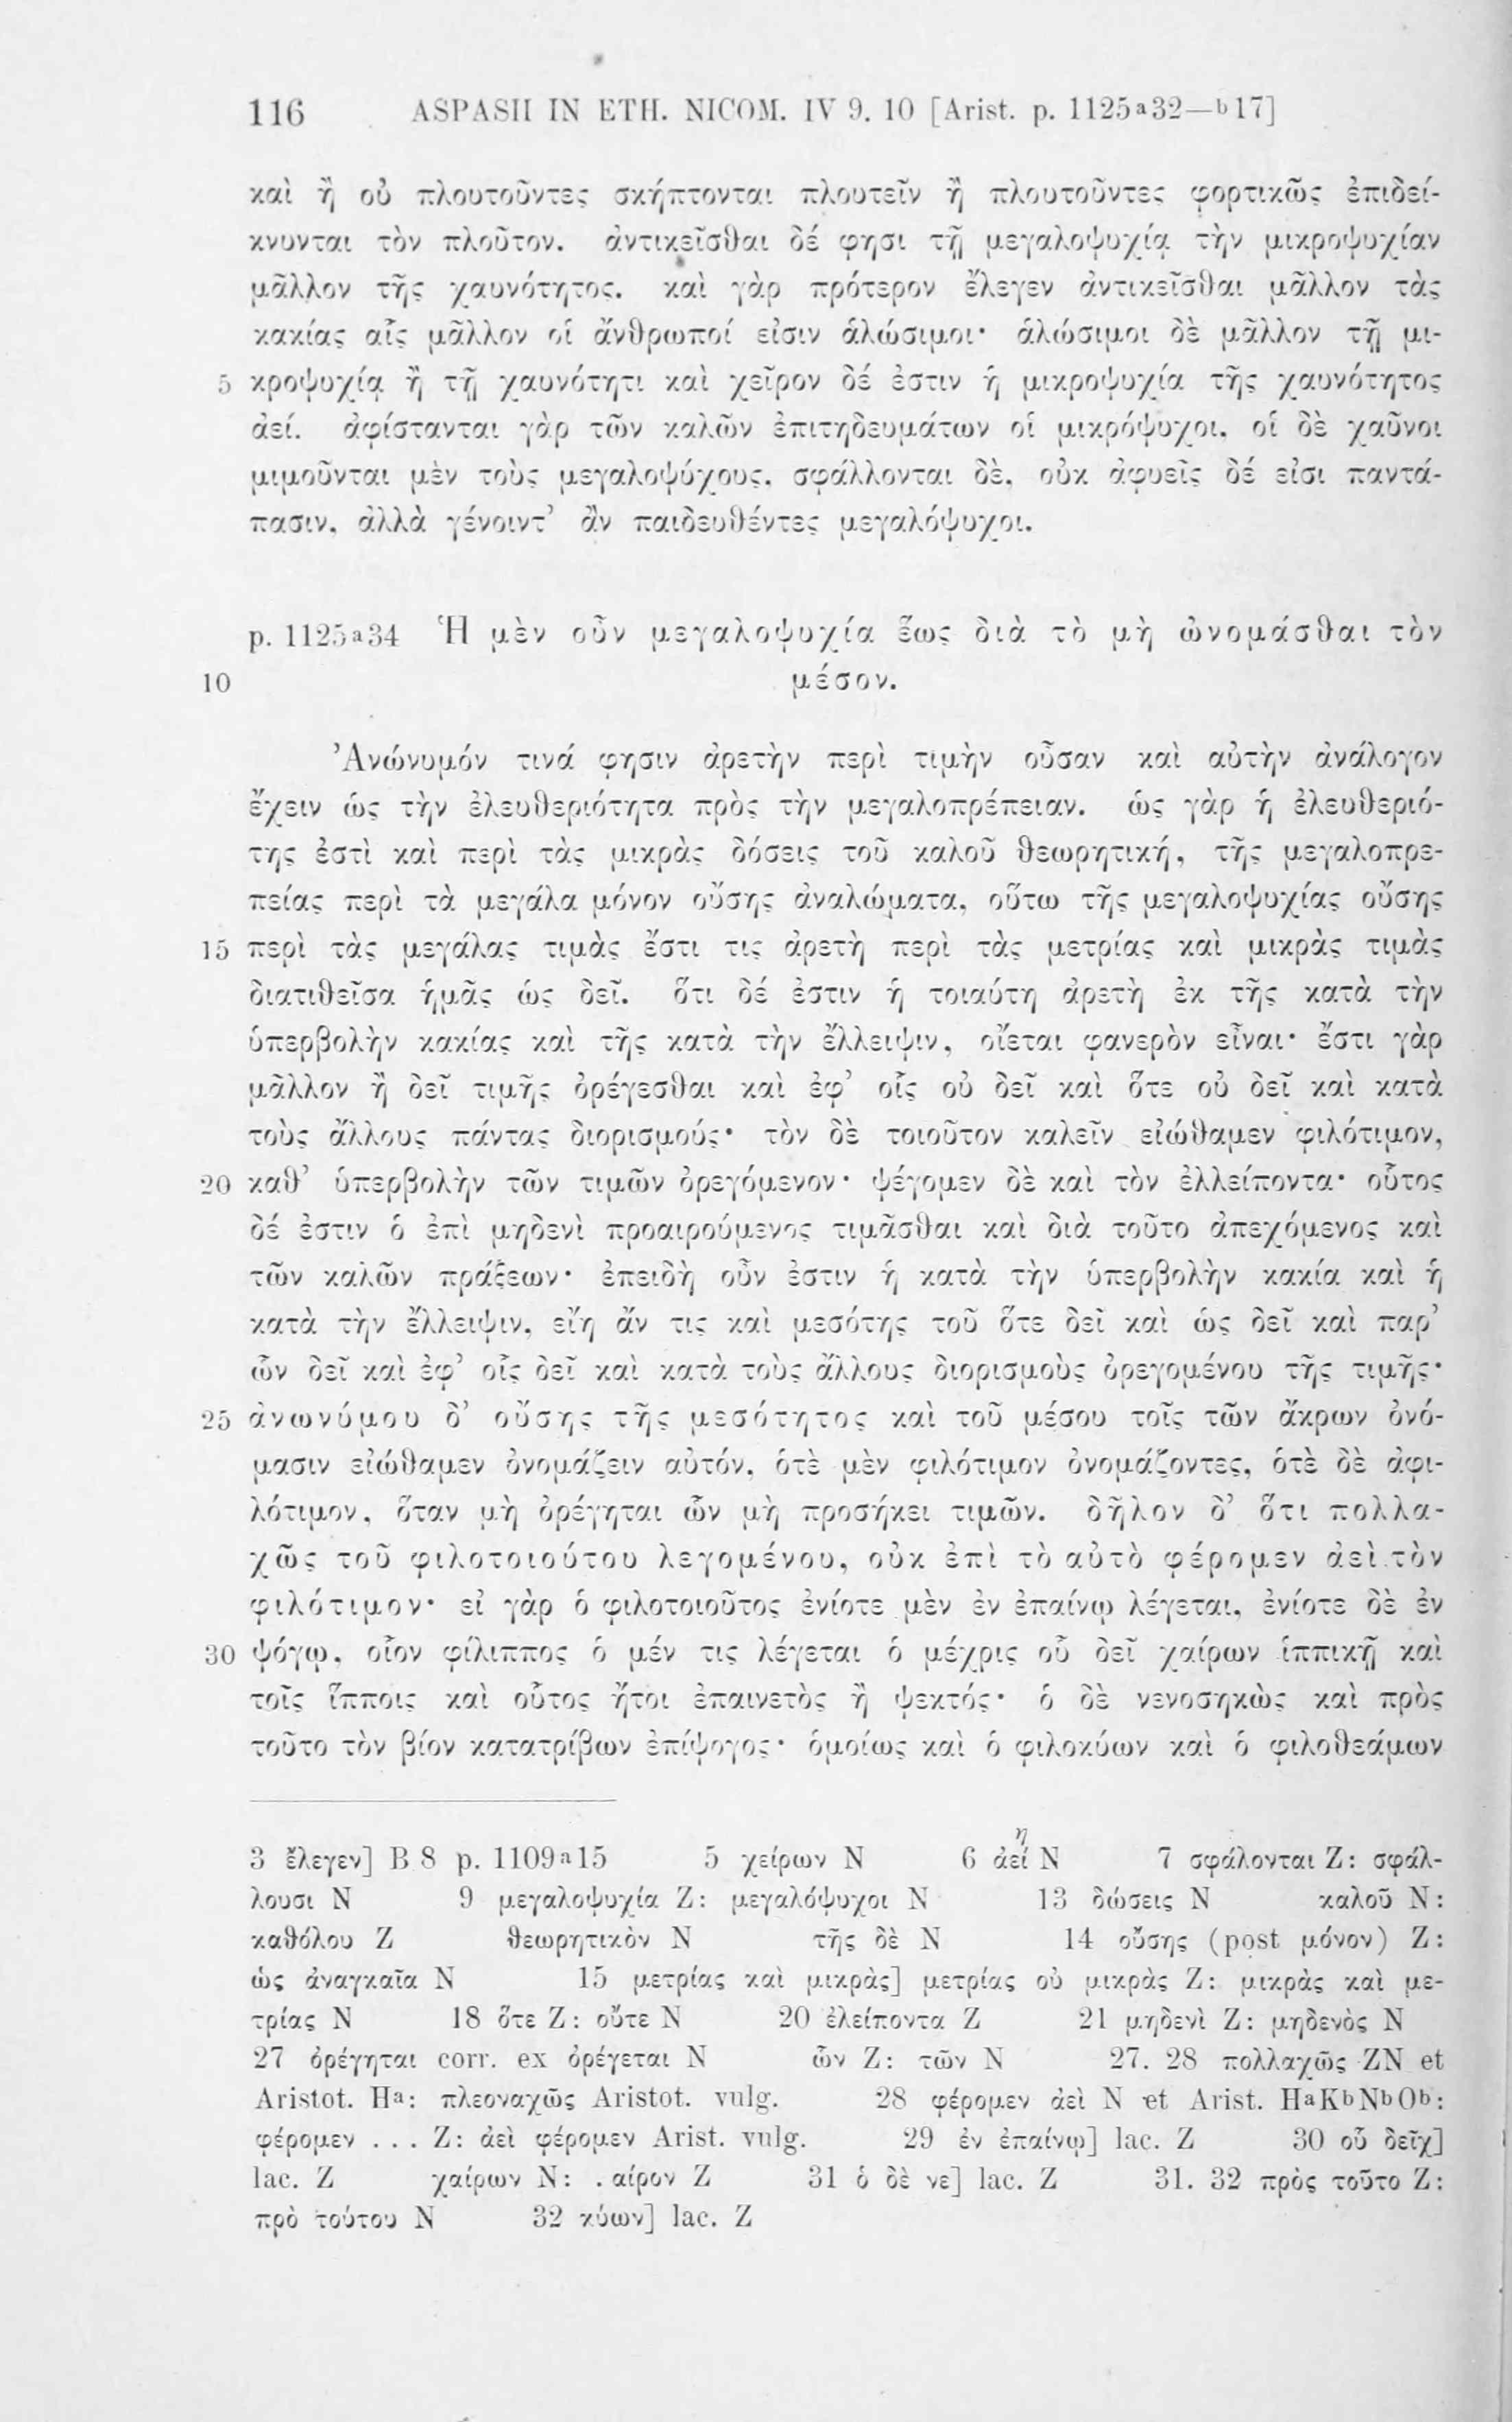 116 ASPASII IN ETH. NICOM. IV 9. 10 [Arist. p. 1125a32—b17]
καὶ ἢ οὐ πλουτοῦντες σκήπτονται πλουτεῖν ἢ πλουτοῦντες φορτικῶς ἐπιδεί-
κνυνται τὸν πλοῦτον. ἀντικεῖσθαι δέ φησι τῇ μεγαλοψυχίᾳ τὴν μικροψυχίαν
μᾶλλον τῆς χαυνότητος. καὶ γὰρ πρότερον ἔλεγεν ἀντικεῖσθαι μᾶλλον τὰς
κακίας αἷς μᾶλλον οἱ ἄνθρωποί εἰσιν ἁλώσιμοι· ἁλώσιμοι δὲ μᾶλλον τῇ μι-
5 κροψυχίᾳ ἢ τῇ χαυνότητι καὶ χεῖρον δέ ἐστιν ἡ μικροψυχία τῆς χαυνότητος
ἀεί. ἀφίστανται γὰρ τῶν καλῶν ἐπιτηδευμάτων οἱ μικρόψυχοι, οἱ δὲ χαῦνοι
μιμοῦνται μὲν τοὺς μεγαλοψύχους, σφάλλονται δὲ, οὐκ ἀφυεῖς δέ εἰσι παντά-
πασιν, ἀλλὰ γένοιντ’ ἂν παιδευθέντες μεγαλόψυχοι.
p. 1125a34 Ἡ μὲν οὖν μεγαλοψυχία ἕως διὰ τὸ μὴ ὠνομάσθαι τὸν
10 μέσον.
Ἀνώνυμόν τινά φησιν ἀρετὴν περὶ τιμὴν οὖσαν καὶ αὐτὴν ἀνάλογον
ἔχειν ὡς τὴν ἐλευθεριότητα πρὸς τὴν μεγαλοπρέπειαν. ὡς γὰρ ἡ ἐλευθεριό-
της ἐστὶ καὶ περὶ τὰς μικρὰς δόσεις τοῦ καλοῦ θεωρητική, τῆς μεγαλοπρε-
πείας περὶ τὰ μεγάλα μόνον οὔσης ἀναλώματα, οὕτω τῆς μεγαλοψυχίας οὔσης
15 περὶ τὰς μεγάλας τιμὰς ἔστι τις ἀρετὴ περὶ τὰς μετρίας καὶ μικρὰς τιμὰς
διατιθεῖσα ἡμᾶς ὡς δεῖ. ὅτι δέ ἐστιν ἡ τοιαύτη ἀρετὴ ἐκ τῆς κατὰ τὴν
ὑπερβολὴν κακίας καὶ τῆς κατὰ τὴν ἔλλειψιν, οἴεται φανερὸν εἶναι· ἔστι γὰρ
μᾶλλον ἢ δεῖ τιμῆς ὀρέγεσθαι καὶ ἐφ’ οἷς οὐ δεῖ καὶ ὅτε οὐ δεῖ καὶ κατὰ
τοὺς ἄλλους πάντας διορισμούς· τὸν δὲ τοιοῦτον καλεῖν εἰώθαμεν φιλότιμον,
20 καθ’ ὑπερβολὴν τῶν τιμῶν ὀρεγόμενον· ψέγομεν δὲ καὶ τὸν ἐλλείποντα· οὗτος
δέ ἐστιν ὁ ἐπὶ μηδενὶ προαιρούμενος τιμᾶσθαι καὶ διὰ τοῦτο ἀπεχόμενος καὶ
τῶν καλῶν πράξεων· ἐπειδὴ οὖν ἐστιν ἡ κατὰ τὴν ὑπερβολὴν κακία καὶ ἡ
κατὰ τὴν ἔλλειψιν, εἴη ἄν τις καὶ μεσότης τοῦ ὅτε δεῖ καὶ ὡς δεῖ καὶ παρ’
ὧν δεῖ καὶ ἐφ’ οἷς δεῖ καὶ κατὰ τοὺς ἄλλους διορισμοὺς ὀρεγομένου τῆς τιμῆς·
25 ἀνωνύμου δ’ οὔσης τῆς μεσότητος καὶ τοῦ μέσου τοῖς τῶν ἄκρων ὀνό-
μασιν εἰώθαμεν ὀνομάζειν αὐτόν, ὁτὲ μὲν φιλότιμον ὀνομάζοντες, ὁτὲ δὲ ἀφι-
λότιμον, ὅταν μὴ ὀρέγηται ὧν μὴ προσήκει τιμῶν. δῆλον δ’ ὅτι πολλα-
χῶς τοῦ φιλοτοιούτου λεγομένου, οὐκ ἐπὶ τὸ αὐτὸ φέρομεν ἀεὶ τὸν
φιλότιμον· εἰ γὰρ ὁ φιλοτοιοῦτος ἐνίοτε μὲν ἐν ἐπαίνῳ λέγεται, ἐνίοτε δὲ ἐν
30 ψόγῳ, οἷον φίλιππος ὁ μέν τις λέγεται ὁ μέχρις οὗ δεῖ χαίρων ἱππικῇ καὶ
τοῖς ἵπποις καὶ οὗτος ἤτοι ἐπαινετὸς ἢ ψεκτός· ὁ δὲ νενοσηκὼς καὶ πρὸς
τοῦτο τὸν βίον κατατρίβων ἐπίψογος· ὁμοίως καὶ ὁ φιλοκύων καὶ ὁ φιλοθεάμων
3 ἔλεγεν] B 8 p. 1109a15 5 χείρων N 6 ἀεί η N 7 σφάλονται Z: σφάλ-
λουσι N 9 μεγαλοψυχία Z: μεγαλόψυχοι N 13 δώσεις N καλοῦ N:
καθόλου Z θεωρητικὸν N τῆς δὲ N 14 οὔσης (post μόνον) Z:
ὡς ἀναγκαῖα N 15 μετρίας καὶ μικρὰς] μετρίας οὐ μικρὰς Z: μικρὰς καὶ με-
τρίας N 18 ὅτε Z: οὔτε N 20 ἐλείποντα Z 21 μηδενὶ Z: μηδενὸς N
27 ὀρέγηται corr. ex ὀρέγεται N ὧν Z: τῶν N 27. 28 πολλαχῶς ZN et
Aristot. Ha: πλεοναχῶς Aristot. vulg. 28 φέρομεν ἀεὶ N et Arist. HaKbNbOb:
φέρομεν ... Z: ἀεὶ φέρομεν Arist. vulg. 29 ἐν ἐπαίνῳ] lac. Z 30 οὗ δεῖχ]
lac. Z χαίρων N: . αίρον Z 31 ὁ δὲ νε] lac. Z 31. 32 πρὸς τοῦτο Z:
πρὸ τούτου N 32 κύων] lac. Z